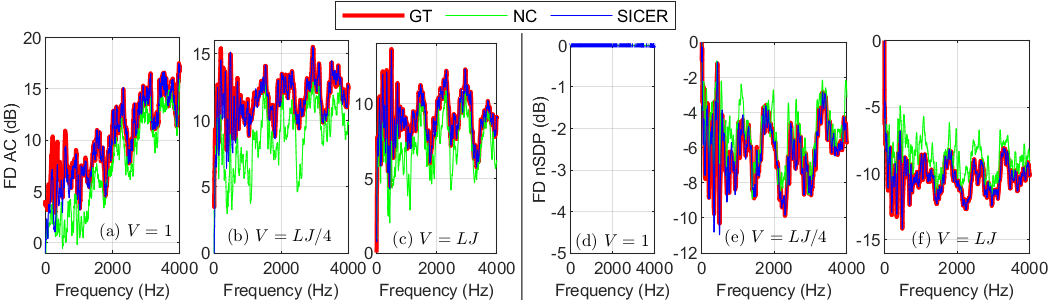 GT NC SICER
FD AC (dB)
20
15
10
5
0
(a) V = 1
0 2000 4000
Frequency (Hz)
15
10
5
0
(b) V = LJ/4
0 2000 4000
Frequency (Hz)
10
5
0
(c) V = LJ
0 2000 4000
Frequency (Hz)
FD nSDP (dB)
0
-1
-2
-3
-4
-5
(d) V = 1
0 2000 4000
Frequency (Hz)
0
-2
-4
-6
-8
-10
-12
(e) V = LJ/4
0 2000 4000
Frequency (Hz)
0
-5
-10
-15
(f) V = LJ
0 2000 4000
Frequency (Hz)